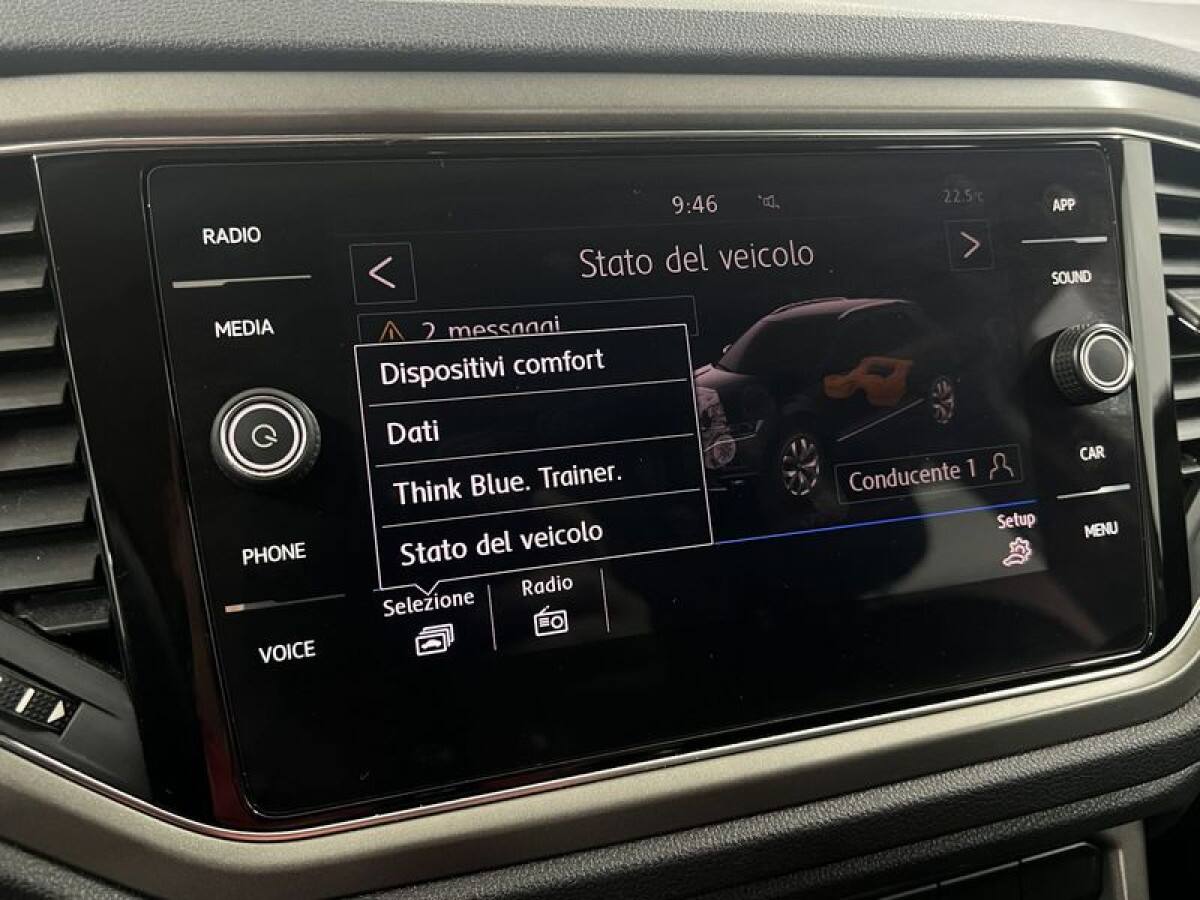 9:46
22.5°C
APP
RADIO
Stato del veicolo
SOUND
MEDIA
2 messaggi
Dispositivi comfort
Dati
Think Blue. Trainer.
Stato del veicolo
Conducente 1
CAR
Setup
MENU
PHONE
Selezione
Radio
VOICE